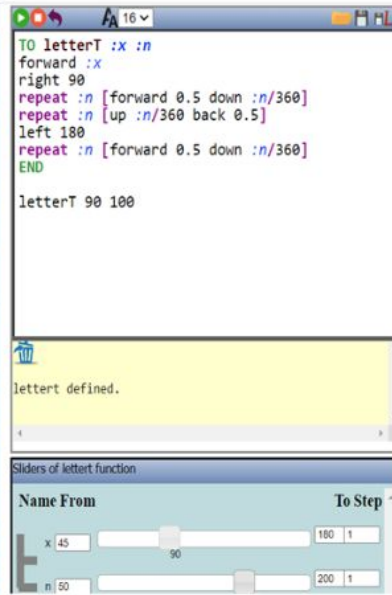 16
TO letterT :x :n
forward :x
right 90
repeat :n [forward 0.5 down :n/360]
repeat :n [up :n/360 back 0.5]
left 180
repeat :n [forward 0.5 down :n/360]
END
letterT 90 100
lettert defined.
Sliders of lettert function
Name From To Step
x 45 180 1
90
n 50 200 1